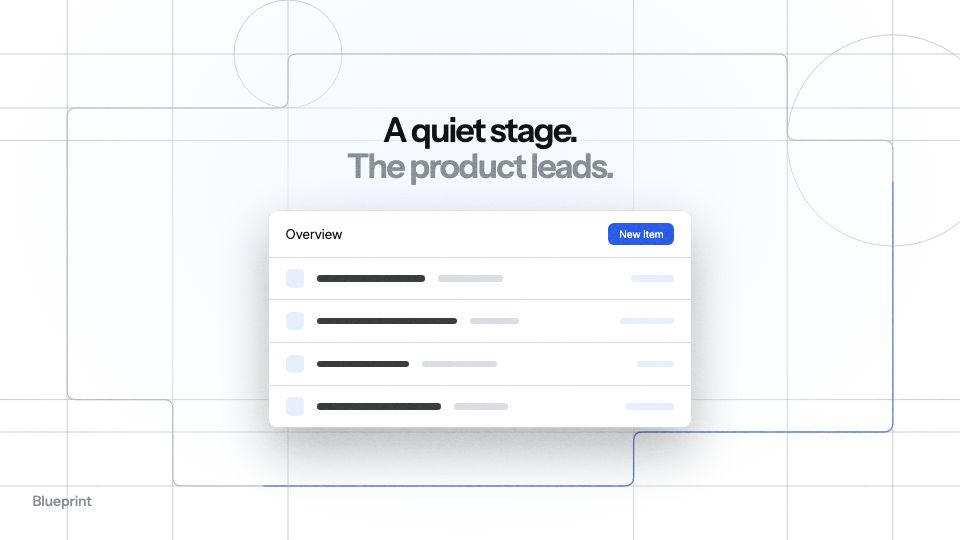 A quiet stage.
The product leads.
Overview
New item
Blueprint